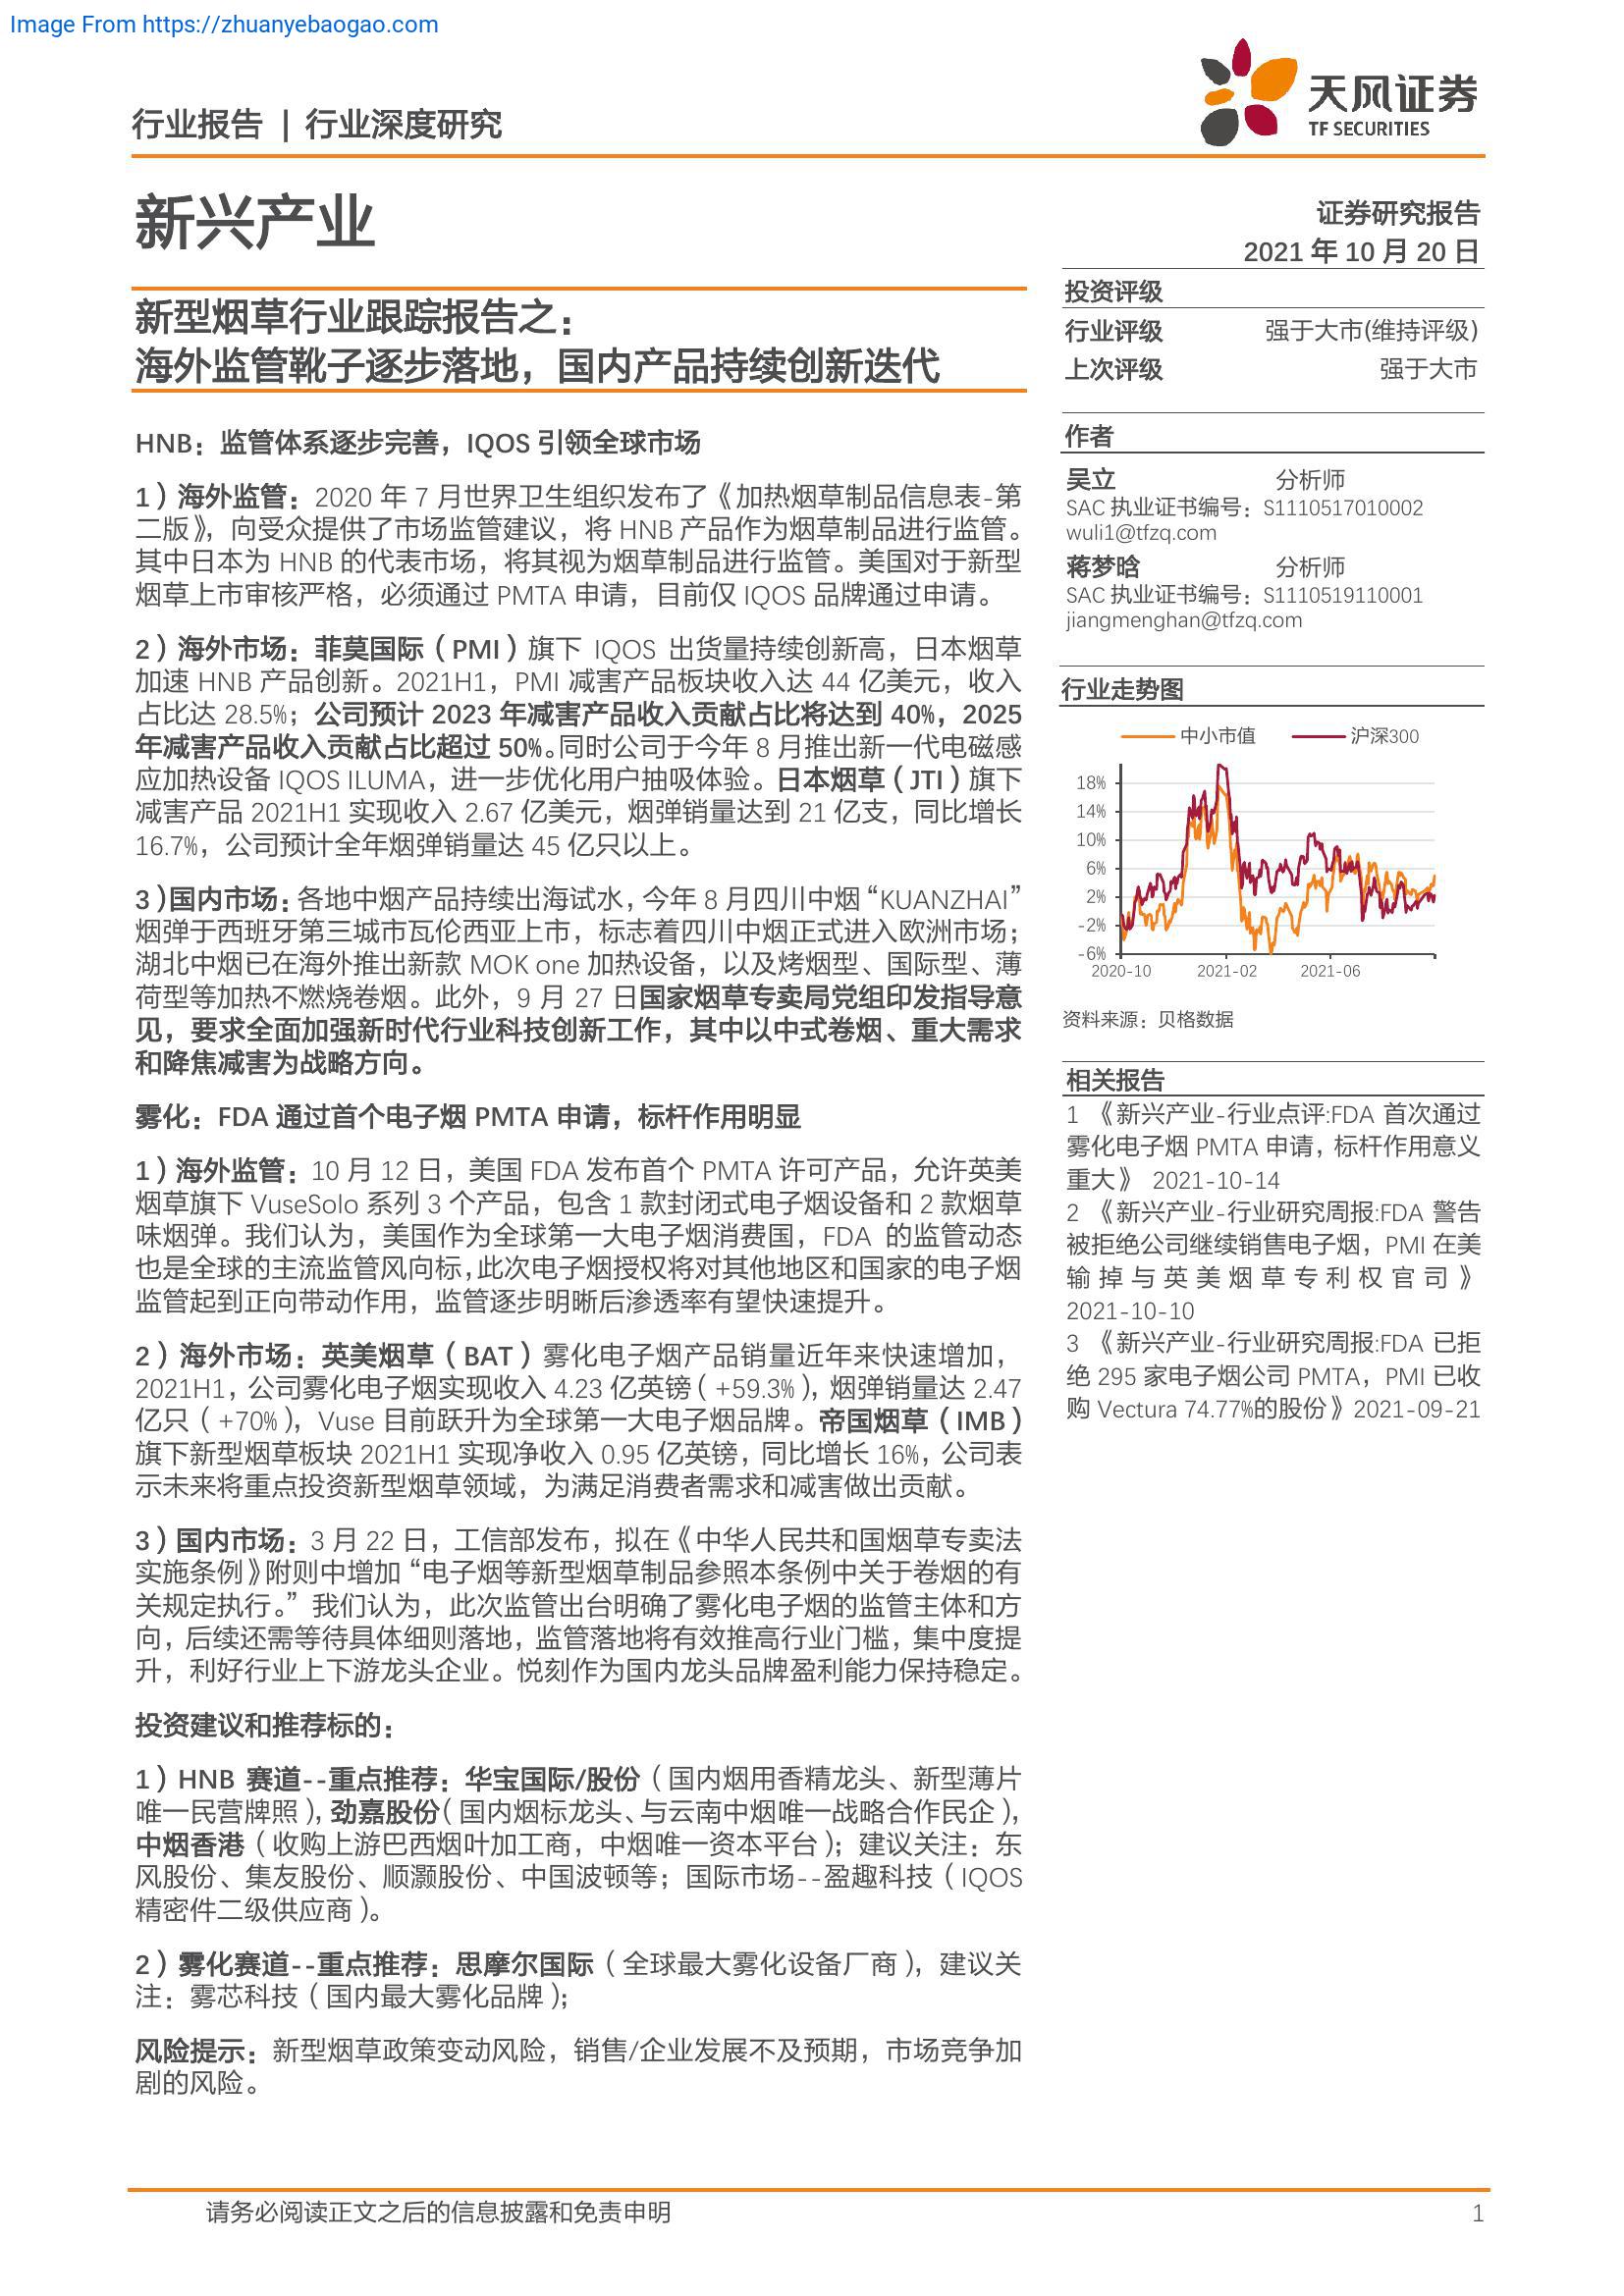 Image From https://zhuanyebaogao.com
行业报告 | 行业深度研究
天风证券
TF SECURITIES
新兴产业
证券研究报告
2021 年 10 月 20 日
新型烟草行业跟踪报告之：
海外监管靴子逐步落地，国内产品持续创新迭代
HNB：监管体系逐步完善，IQOS 引领全球市场
1）海外监管：2020 年 7 月世界卫生组织发布了《加热烟草制品信息表-第
二版》，向受众提供了市场监管建议，将 HNB 产品作为烟草制品进行监管。
其中日本为 HNB 的代表市场，将其视为烟草制品进行监管。美国对于新型
烟草上市审核严格，必须通过 PMTA 申请，目前仅 IQOS 品牌通过申请。
2）海外市场：菲莫国际（PMI）旗下 IQOS 出货量持续创新高，日本烟草
加速 HNB 产品创新。2021H1，PMI 减害产品板块收入达 44 亿美元，收入
占比达 28.5%；公司预计 2023 年减害产品收入贡献占比将达到 40%，2025
年减害产品收入贡献占比超过 50%。同时公司于今年 8 月推出新一代电磁感
应加热设备 IQOS ILUMA，进一步优化用户抽吸体验。日本烟草（JTI）旗下
减害产品 2021H1 实现收入 2.67 亿美元，烟弹销量达到 21 亿支，同比增长
16.7%，公司预计全年烟弹销量达 45 亿只以上。
3）国内市场：各地中烟产品持续出海试水，今年 8 月四川中烟“KUANZHAI”
烟弹于西班牙第三城市瓦伦西亚上市，标志着四川中烟正式进入欧洲市场；
湖北中烟已在海外推出新款 MOK one 加热设备，以及烤烟型、国际型、薄
荷型等加热不燃烧卷烟。此外，9 月 27 日国家烟草专卖局党组印发指导意
见，要求全面加强新时代行业科技创新工作，其中以中式卷烟、重大需求
和降焦减害为战略方向。
雾化：FDA 通过首个电子烟 PMTA 申请，标杆作用明显
1）海外监管：10 月 12 日，美国 FDA 发布首个 PMTA 许可产品，允许英美
烟草旗下 VuseSolo 系列 3 个产品，包含 1 款封闭式电子烟设备和 2 款烟草
味烟弹。我们认为，美国作为全球第一大电子烟消费国，FDA 的监管动态
也是全球的主流监管风向标，此次电子烟授权将对其他地区和国家的电子烟
监管起到正向带动作用，监管逐步明晰后渗透率有望快速提升。
2）海外市场：英美烟草（BAT）雾化电子烟产品销量近年来快速增加，
2021H1，公司雾化电子烟实现收入 4.23 亿英镑（+59.3%），烟弹销量达 2.47
亿只（+70%），Vuse 目前跃升为全球第一大电子烟品牌。帝国烟草（IMB）
旗下新型烟草板块 2021H1 实现净收入 0.95 亿英镑，同比增长 16%，公司表
示未来将重点投资新型烟草领域，为满足消费者需求和减害做出贡献。
3）国内市场：3 月 22 日，工信部发布，拟在《中华人民共和国烟草专卖法
实施条例》附则中增加“电子烟等新型烟草制品参照本条例中关于卷烟的有
关规定执行。”我们认为，此次监管出台明确了雾化电子烟的监管主体和方
向，后续还需等待具体细则落地，监管落地将有效推高行业门槛，集中度提
升，利好行业上下游龙头企业。悦刻作为国内龙头品牌盈利能力保持稳定。
投资建议和推荐标的：
1）HNB 赛道--重点推荐：华宝国际/股份（国内烟用香精龙头、新型薄片
唯一民营牌照），劲嘉股份（国内烟标龙头、与云南中烟唯一战略合作民企），
中烟香港（收购上游巴西烟叶加工商，中烟唯一资本平台）；建议关注：东
风股份、集友股份、顺灏股份、中国波顿等；国际市场--盈趣科技（IQOS
精密件二级供应商）。
2）雾化赛道--重点推荐：思摩尔国际（全球最大雾化设备厂商），建议关
注：雾芯科技（国内最大雾化品牌）；
风险提示：新型烟草政策变动风险，销售/企业发展不及预期，市场竞争加
剧的风险。
投资评级
行业评级 强于大市(维持评级)
上次评级 强于大市
作者
吴立 分析师
SAC 执业证书编号：S1110517010002
wuli1@tfzq.com
蒋梦晗 分析师
SAC 执业证书编号：S1110519110001
jiangmenghan@tfzq.com
行业走势图
中小市值 沪深300
18%
14%
10%
6%
2%
-2%
-6%
2020-10 2021-02 2021-06
资料来源：贝格数据
相关报告
1 《新兴产业-行业点评:FDA 首次通过
雾化电子烟 PMTA 申请，标杆作用意义
重大》 2021-10-14
2 《新兴产业-行业研究周报:FDA 警告
被拒绝公司继续销售电子烟，PMI 在美
输掉与英美烟草专利权官司》
2021-10-10
3 《新兴产业-行业研究周报:FDA 已拒
绝 295 家电子烟公司 PMTA，PMI 已收
购 Vectura 74.77%的股份》2021-09-21
请务必阅读正文之后的信息披露和免责申明 1